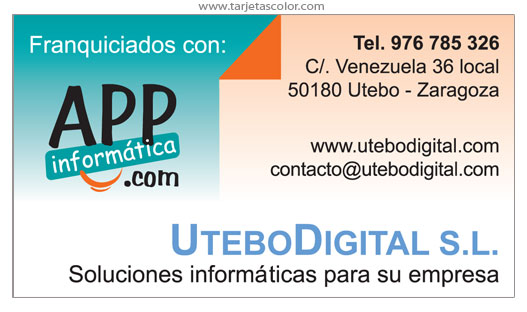 www.tarjetascolor.com
Franquiciados con:
APP
informática
.com
Tel. 976 785 326
C/. Venezuela 36 local
50180 Utebo - Zaragoza
www.utebodigital.com
contacto@utebodigital.com
UTEBODIGITAL S.L.
Soluciones informáticas para su empresa